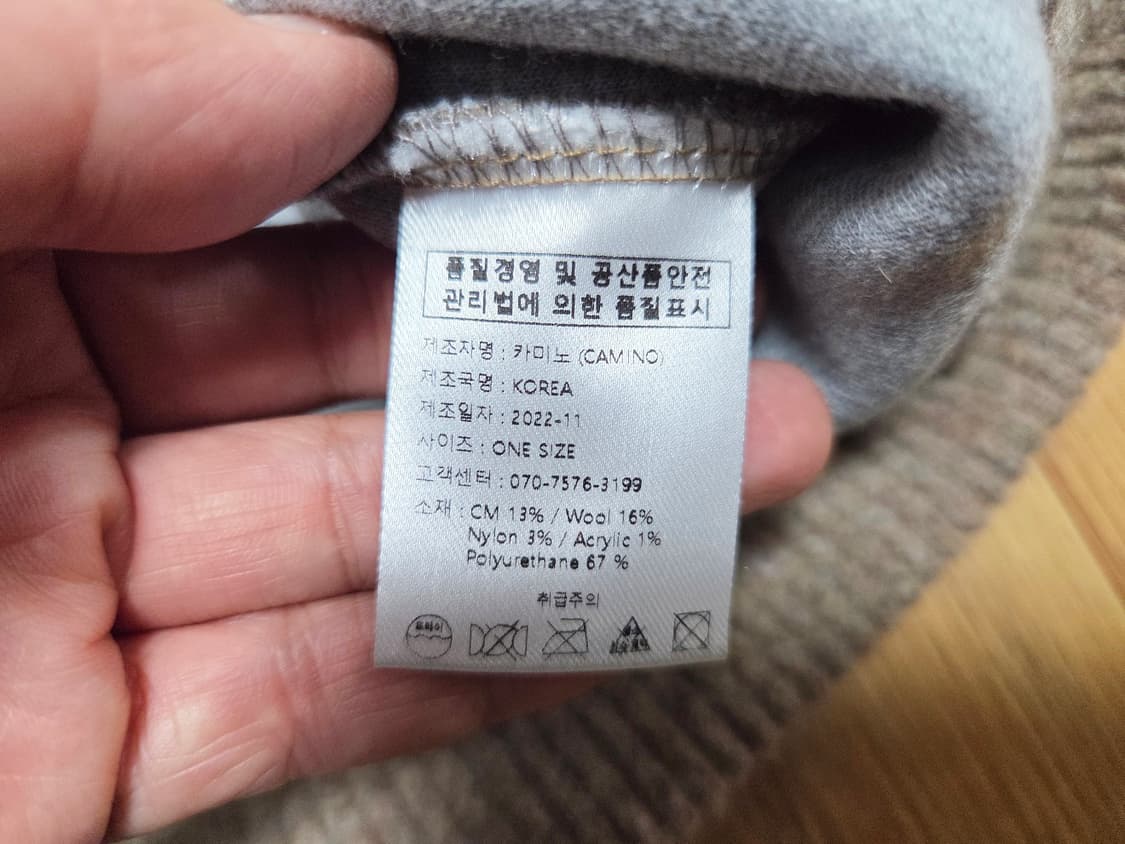 품질경영 및 공산품안전
관리법에 의한 품질표시
제조자명 : 카미노 (CAMINO)
제조국명 : KOREA
제조일자 : 2022-11
사이즈 : ONE SIZE
고객센터 : 070-7576-3199
소재 : CM 13% / Wool 16%
Nylon 3% / Acrylic 1%
Polyurethane 67 %
취급주의
드라이